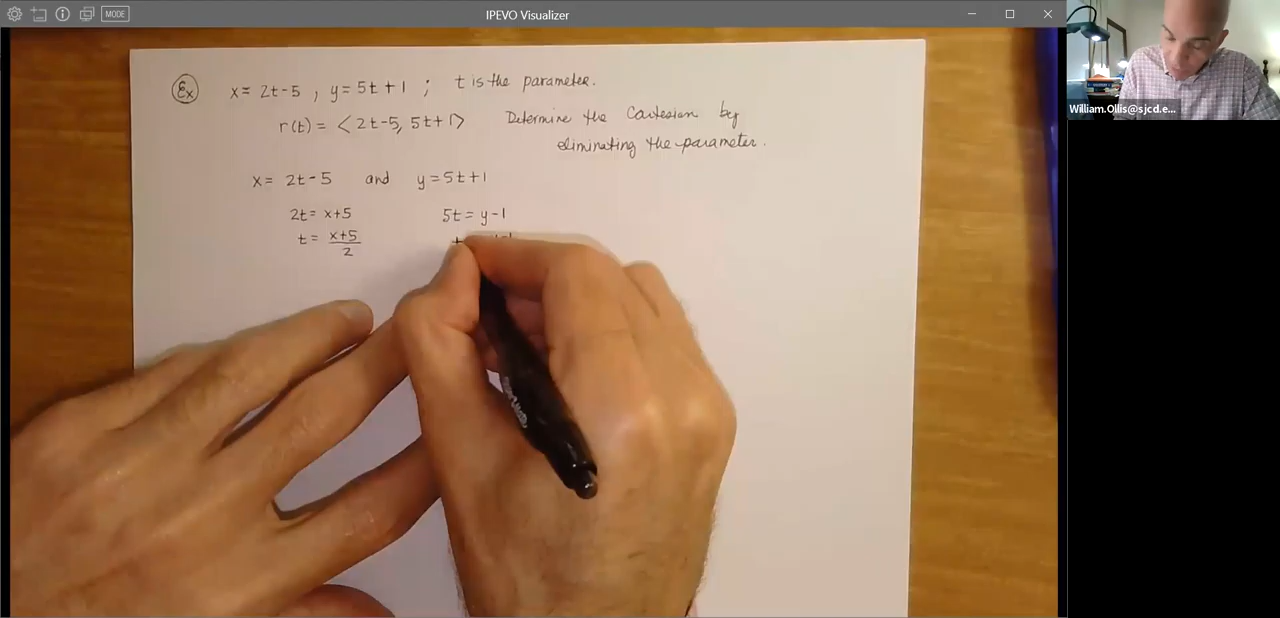 MODE
IPEVO Visualizer
William.Ollis@sjcd.e...
Ex
x = 2t-5 , y = 5t+1 ; t is the parameter.
r(t) = <2t-5, 5t+1> Determine the Cartesian by
eliminating the parameter.
x = 2t-5 and y = 5t+1
2t = x+5 5t = y-1
t = x+5
2